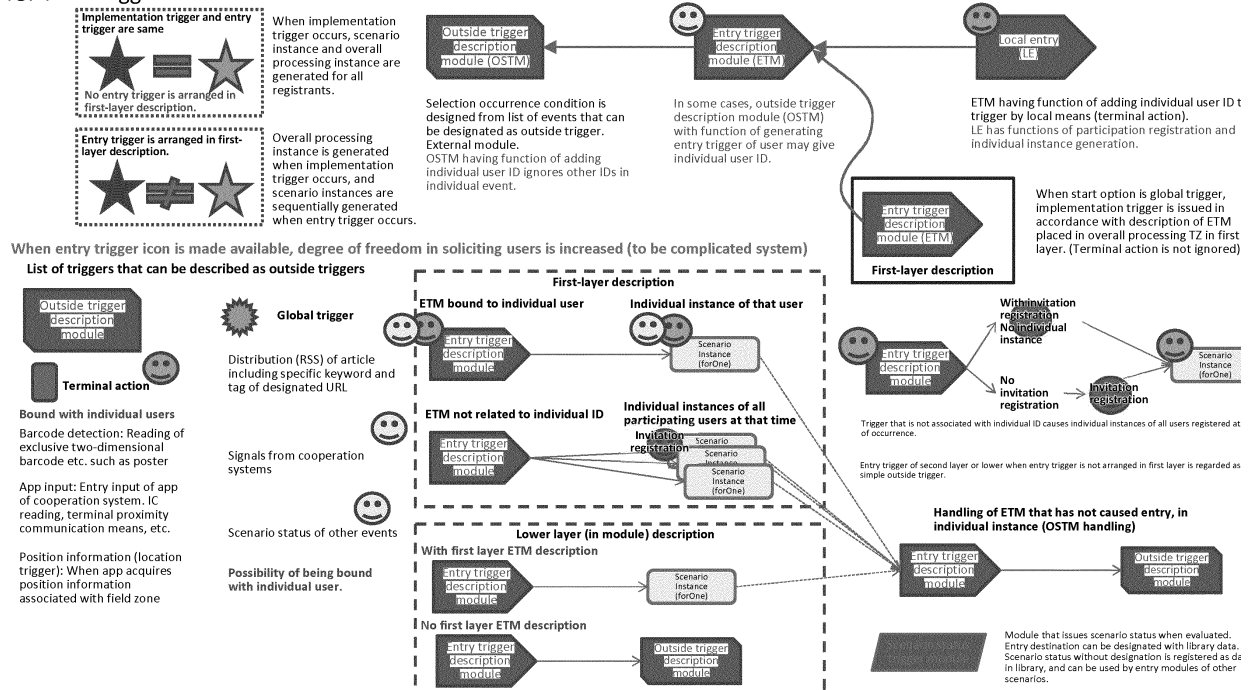 Implementation trigger and entry
trigger are same
No entry trigger is arranged in
first-layer description.
When implementation
trigger occurs, scenario
instance and overall
processing instance are
generated for all
registrants.
Entry trigger is arranged in first-
layer description.
Overall processing
instance is generated
when implementation
trigger occurs, and
scenario instances are
sequentially generated
when entry trigger occurs.
Outside trigger
description
module (OSTM)
Entry trigger
description
module (ETM)
Local entry
(LE)
Selection occurrence condition is
designed from list of events that can
be designated as outside trigger.
External module.
OSTM having function of adding
individual user ID ignores other IDs in
individual event.
In some cases, outside trigger
description module (OSTM)
with function of generating
entry trigger of user may give
individual user ID.
ETM having function of adding individual user ID
trigger by local means (terminal action).
LE has functions of participation registration and
individual instance generation.
Entry trigger
description
module (ETM)
First-layer description
When start option is global trigger,
implementation trigger is issued in
accordance with description of ETM
placed in overall processing TZ in first
layer. (Terminal action is not ignored)
When entry trigger icon is made available, degree of freedom in soliciting users is increased (to be complicated system)
List of triggers that can be described as outside triggers
Outside trigger
description
module
Terminal action
Bound with individual users
Barcode detection: Reading of
exclusive two-dimensional
barcode etc. such as poster
App input: Entry input of app
of cooperation system. IC
reading, terminal proximity
communication means, etc.
Position information (location
trigger): When app acquires
position information
associated with field zone
Global trigger
Distribution (RSS) of article
including specific keyword and
tag of designated URL
Signals from cooperation
systems
Scenario status of other events
Possibility of being bound
with individual user.
First-layer description
ETM bound to individual user
Individual instance of that user
Entry trigger
description
module
Scenario
Instance
(forOne)
ETM not related to individual ID
Individual instances of all
participating users at that time
Entry trigger
description
module
Invitation
registration
Scenario
Scenario
Instance
Scenario
Instance
(forOne)
Lower layer (in module) description
With first layer ETM description
Entry trigger
description
module
Scenario
Instance
(forOne)
No first layer ETM description
Entry trigger
description
module
Outside trigger
description
module
Entry trigger
description
module
With invitation
registration
No individual
instance
No
invitation
registration
Invitation
registration
Scenario
Instance
(forOne)
Trigger that is not associated with individual ID causes individual instances of all users registered at
of occurrence.
Entry trigger of second layer or lower when entry trigger is not arranged in first layer is regarded as
simple outside trigger.
Handling of ETM that has not caused entry, in
individual instance (OSTM handling)
Entry trigger
description
module
Outside trigger
description
module
Module that issues scenario status when evaluated.
Entry destination can be designated with library data.
Scenario status without designation is registered as
in library, and can be used by entry modules of other
scenarios.